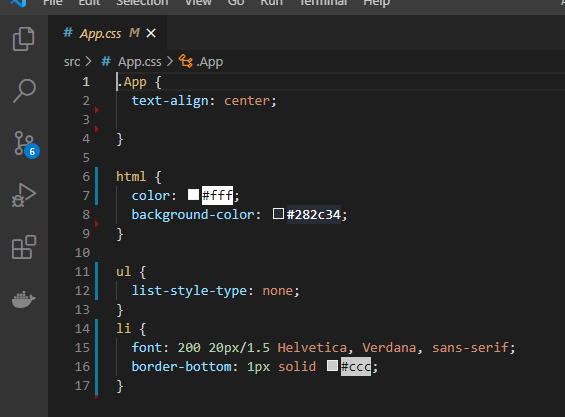 Edit Selection View Go Run Terminal Help
# App.css M ×
src > # App.css > .App
1 .App {
2 text-align: center;
3
4 }
5
6 html {
7 color: #fff;
8 background-color: #282c34;
9 }
10
11 ul {
12 list-style-type: none;
13 }
14 li {
15 font: 200 20px/1.5 Helvetica, Verdana, sans-serif;
16 border-bottom: 1px solid #ccc;
17 }
6